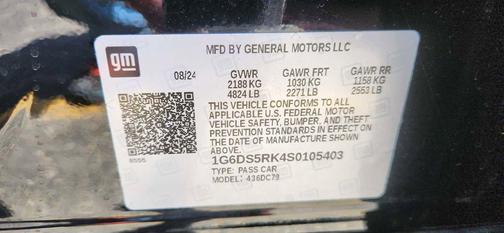 gm
MFD BY GENERAL MOTORS LLC
08/24 GVWR GAWR FRT GAWR RR
2188 KG 1030 KG 1158 KG
4824 LB 2271 LB 2553 LB
THIS VEHICLE CONFORMS TO ALL
APPLICABLE U.S. FEDERAL MOTOR
VEHICLE SAFETY, BUMPER, AND THEFT
PREVENTION STANDARDS IN EFFECT ON
THE DATE OF MANUFACTURE SHOWN
ABOVE.
1G6DS5RK4S0105403
TYPE: PASS CAR
MODEL: 436DC79